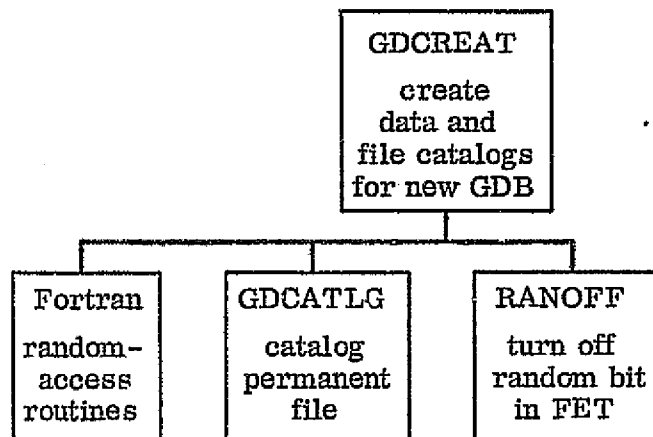 GDCREAT
create
data and
file catalogs
for new GDB
Fortran
random-
access
routines
GDCATLG
catalog
permanent
file
RANOFF
turn off
random bit
in FET